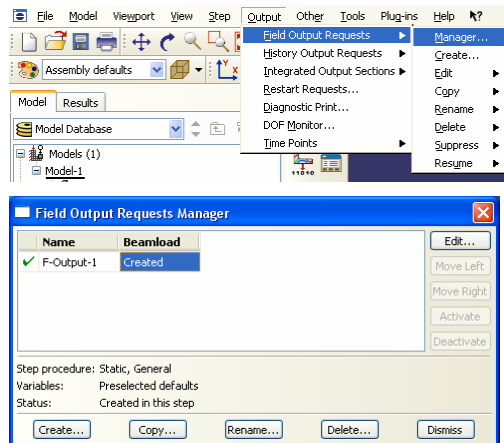 File Model Viewport View Step Output Other Tools Plug-ins Help
Field Output Requests
Manager...
History Output Requests
Create...
Assembly defaults
Integrated Output Sections
Edit
Restart Requests...
Copy
Model Results
Diagnostic Print...
Rename
DOF Monitor...
Delete
Model Database
Time Points
Suppress
Models (1)
Resume
Model-1
11010
Field Output Requests Manager
Name Beamload
Edit...
F-Output-1 Created
Move Left
Move Right
Activate
Deactivate
Step procedure: Static, General
Variables: Preselected defaults
Status: Created in this step
Create... Copy... Rename... Delete... Dismiss